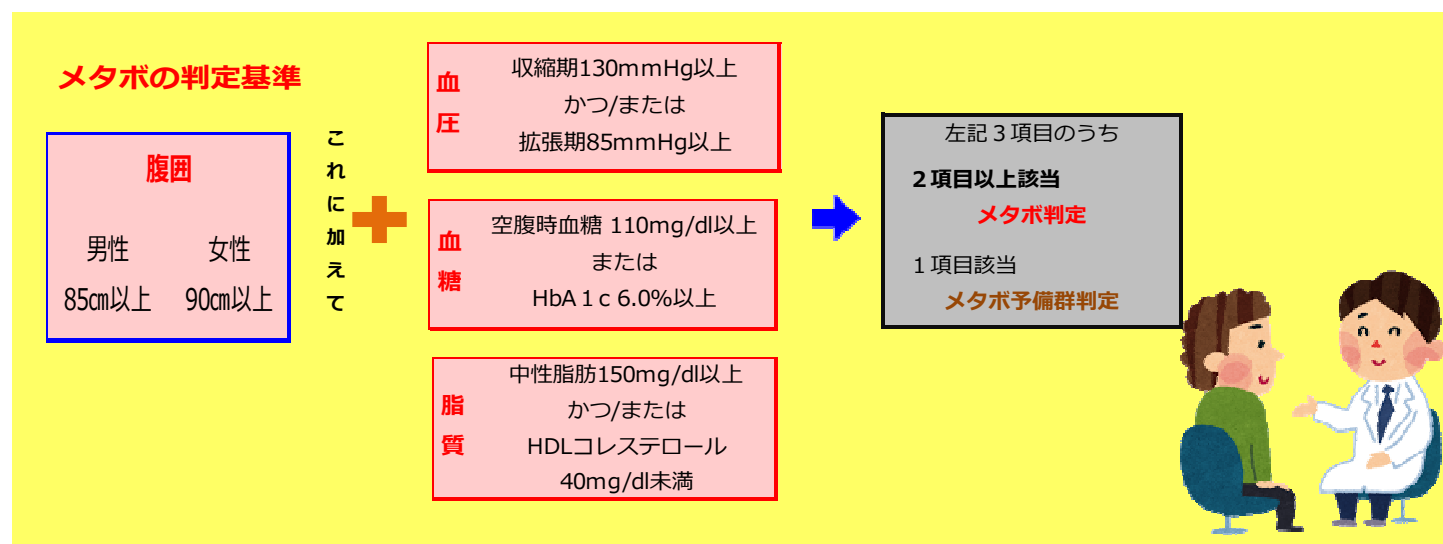 メタボの判定基準
腹囲
男性 女性
85㎝以上 90㎝以上
これに加えて
血圧
収縮期130mmHg以上
かつ/または
拡張期85mmHg以上
血糖
空腹時血糖 110mg/dl以上
または
HbA１c 6.0%以上
脂質
中性脂肪150mg/dl以上
かつ/または
HDLコレステロール
40mg/dl未満
左記３項目のうち
２項目以上該当
メタボ判定
１項目該当
メタボ予備群判定